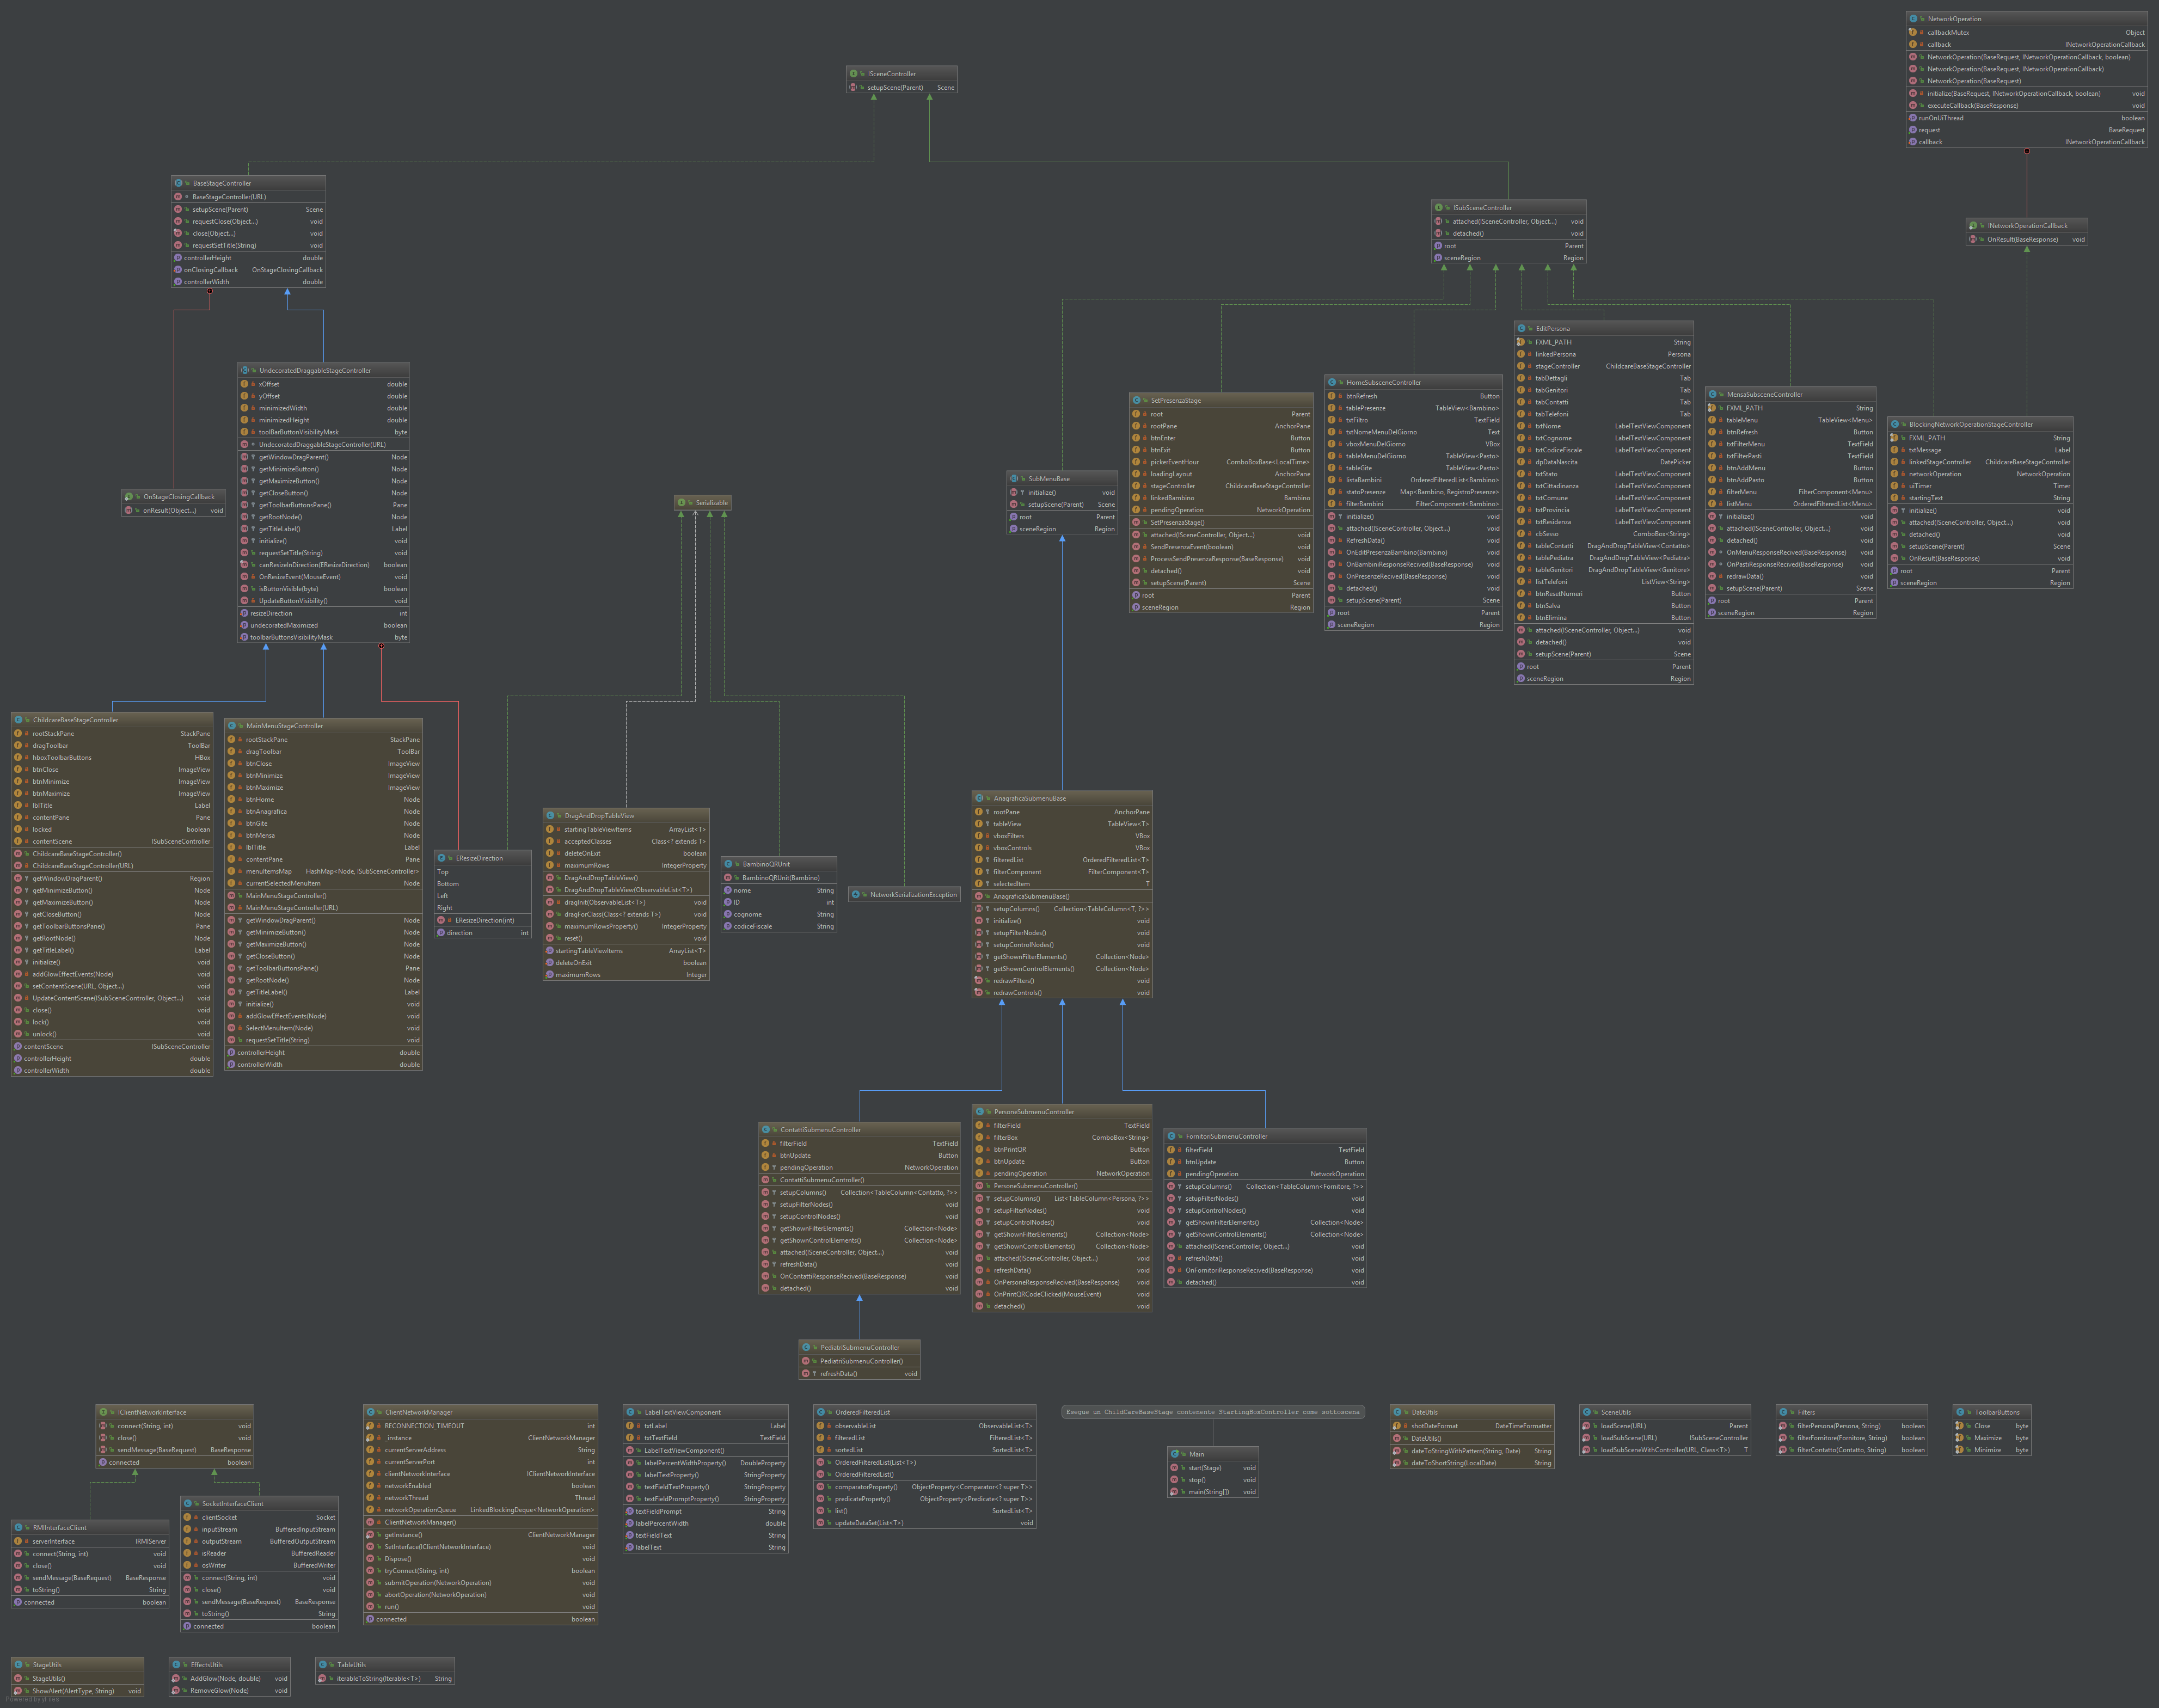 NetworkOperation
callbackMutex Object
callback INetworkOperationCallback
NetworkOperation(BaseRequest, INetworkOperationCallback, boolean)
NetworkOperation(BaseRequest, INetworkOperationCallback)
NetworkOperation(BaseRequest)
initialize(BaseRequest, INetworkOperationCallback, boolean) void
executeCallback(BaseResponse) void
runOnUiThread boolean
request BaseRequest
callback INetworkOperationCallback
ISceneController
setupScene(Parent) Scene
BaseStageController
BaseStageController(URL)
setupScene(Parent) Scene
requestClose(Object...) void
close(Object...) void
requestSetTitle(String) void
controllerHeight double
onClosingCallback OnStageClosingCallback
controllerWidth double
ISubSceneController
attached(ISceneController, Object...) void
detached() void
root Parent
sceneRegion Region
INetworkOperationCallback
OnResult(BaseResponse) void
UndecoratedDraggableStageController
xOffset double
yOffset double
minimizedWidth double
minimizedHeight double
toolBarButtonVisibilityMask byte
UndecoratedDraggableStageController(URL)
getWindowDragParent() Node
getMinimizeButton() Node
getMaximizeButton() Node
getCloseButton() Node
getToolbarButtonsPane() Pane
getRootNode() Node
getTitleLabel() Label
initialize() void
requestSetTitle(String) void
canResizeInDirection(EResizeDirection) boolean
OnResizeEvent(MouseEvent) void
isButtonVisible(byte) boolean
UpdateButtonVisibility() void
resizeDirection int
undecoratedMaximized boolean
toolbarButtonsVisibilityMask byte
OnStageClosingCallback
onResult(Object...) void
Serializable
SubMenuBase
initialize() void
setupScene(Parent) Scene
root Parent
sceneRegion Region
SetPresenzaStage
root Parent
rootPane AnchorPane
btnEnter Button
btnExit Button
pickerEventHour ComboBoxBase<LocalTime>
loadingLayout AnchorPane
stageController ChildcareBaseStageController
linkedBambino Bambino
pendingOperation NetworkOperation
SetPresenzaStage()
attached(ISceneController, Object...) void
SendPresenzaEvent(boolean) void
ProcessSendPresenzaResponse(BaseResponse) void
detached() void
setupScene(Parent) Scene
root Parent
sceneRegion Region
HomeSubsceneController
btnRefresh Button
tablePresenze TableView<Bambino>
txtFiltro TextField
txtNomeMenuDelGiorno Text
vboxMenuDelGiorno VBox
tableMenuDelGiorno TableView<Pasto>
tableGite TableView<Pasto>
listaBambini OrderedFilteredList<Bambino>
statoPresenze Map<Bambino, RegistroPresenze>
filterBambini FilterComponent<Bambino>
initialize() void
attached(ISceneController, Object...) void
RefreshData() void
OnEditPresenzaBambino(Bambino) void
OnBambiniResponseRecived(BaseResponse) void
OnPresenzeRecived(BaseResponse) void
detached() void
setupScene(Parent) Scene
root Parent
sceneRegion Region
EditPersona
FXML_PATH String
linkedPersona Persona
stageController ChildcareBaseStageController
tabDettagli Tab
tabGenitori Tab
tabContatti Tab
tabTelefoni Tab
txtNome LabelTextViewComponent
txtCognome LabelTextViewComponent
txtCodiceFiscale LabelTextViewComponent
dpDataNascita DatePicker
txtStato LabelTextViewComponent
txtCittadinanza LabelTextViewComponent
txtComune LabelTextViewComponent
txtProvincia LabelTextViewComponent
txtResidenza LabelTextViewComponent
cbSesso ComboBox<String>
tableContatti DragAndDropTableView<Contatto>
tablePediatra DragAndDropTableView<Pediatra>
tableGenitori DragAndDropTableView<Genitore>
listTelefoni ListView<String>
btnResetNumeri Button
btnSalva Button
btnElimina Button
attached(ISceneController, Object...) void
detached() void
setupScene(Parent) Scene
root Parent
sceneRegion Region
MensaSubsceneController
FXML_PATH String
tableMenu TableView<Menu>
btnRefresh Button
txtFilterMenu TextField
txtFilterPasti TextField
btnAddMenu Button
btnAddPasto Button
filterMenu FilterComponent<Menu>
listMenu OrderedFilteredList<Menu>
initialize() void
attached(ISceneController, Object...) void
detached() void
OnMenuResponseRecived(BaseResponse) void
OnPastiResponseRecived(BaseResponse) void
redrawData() void
setupScene(Parent) Scene
root Parent
sceneRegion Region
BlockingNetworkOperationStageController
FXML_PATH String
txtMessage Label
linkedStageController ChildcareBaseStageController
networkOperation NetworkOperation
uiTimer Timer
startingText String
initialize() void
attached(ISceneController, Object...) void
detached() void
setupScene(Parent) Scene
OnResult(BaseResponse) void
root Parent
sceneRegion Region
ChildcareBaseStageController
rootStackPane StackPane
dragToolbar ToolBar
hboxToolbarButtons HBox
btnClose ImageView
btnMinimize ImageView
btnMaximize ImageView
lblTitle Label
contentPane Pane
locked boolean
contentScene ISubSceneController
ChildcareBaseStageController()
ChildcareBaseStageController(URL)
getWindowDragParent() Region
getMinimizeButton() Node
getMaximizeButton() Node
getCloseButton() Node
getToolbarButtonsPane() Pane
getRootNode() Node
getTitleLabel() Label
initialize() void
addGlowEffectEvents(Node) void
setContentScene(URL, Object...) void
UpdateContentScene(ISubSceneController, Object...) void
close() void
lock() void
unlock() void
contentScene ISubSceneController
controllerHeight double
controllerWidth double
MainMenuStageController
rootStackPane StackPane
dragToolbar ToolBar
btnClose ImageView
btnMinimize ImageView
btnMaximize ImageView
btnHome Node
btnAnagrafica Node
btnGite Node
btnMensa Node
lblTitle Label
contentPane Pane
menuItemsMap HashMap<Node, ISubSceneController>
currentSelectedMenuItem Node
MainMenuStageController()
MainMenuStageController(URL)
getWindowDragParent() Node
getMinimizeButton() Node
getMaximizeButton() Node
getCloseButton() Node
getToolbarButtonsPane() Pane
getRootNode() Node
getTitleLabel() Label
initialize() void
addGlowEffectEvents(Node) void
SelectMenuItem(Node) void
requestSetTitle(String) void
controllerHeight double
controllerWidth double
EResizeDirection
Top
Bottom
Left
Right
EResizeDirection(int)
direction int
DragAndDropTableView
startingTableViewItems ArrayList<T>
acceptedClasses Class<? extends T>
deleteOnExit boolean
maximumRows IntegerProperty
DragAndDropTableView()
DragAndDropTableView(ObservableList<T>)
dragInit(ObservableList<T>) void
dragForClass(Class<? extends T>) void
maximumRowsProperty() IntegerProperty
reset() void
startingTableViewItems ArrayList<T>
deleteOnExit boolean
maximumRows Integer
BambinoQRUnit
BambinoQRUnit(Bambino)
nome String
ID int
cognome String
codiceFiscale String
NetworkSerializationException
AnagraficaSubmenuBase
rootPane AnchorPane
tableView TableView<T>
vboxFilters VBox
vboxControls VBox
filteredList OrderedFilteredList<T>
filterComponent FilterComponent<T>
selectedItem T
AnagraficaSubmenuBase()
setupColumns() Collection<TableColumn<T, ?>>
initialize() void
setupFilterNodes() void
setupControlNodes() void
getShownFilterElements() Collection<Node>
getShownControlElements() Collection<Node>
redrawFilters() void
redrawControls() void
ContattiSubmenuController
filterField TextField
btnUpdate Button
pendingOperation NetworkOperation
ContattiSubmenuController()
setupColumns() Collection<TableColumn<Contatto, ?>>
setupFilterNodes() void
setupControlNodes() void
getShownFilterElements() Collection<Node>
getShownControlElements() Collection<Node>
attached(ISceneController, Object...) void
refreshData() void
OnContattiResponseRecived(BaseResponse) void
detached() void
PersoneSubmenuController
filterField TextField
filterBox ComboBox<String>
btnPrintQR Button
btnUpdate Button
pendingOperation NetworkOperation
PersoneSubmenuController()
setupColumns() List<TableColumn<Persona, ?>>
setupFilterNodes() void
setupControlNodes() void
getShownFilterElements() Collection<Node>
getShownControlElements() Collection<Node>
attached(ISceneController, Object...) void
refreshData() void
OnPersoneResponseRecived(BaseResponse) void
OnPrintQRCodeClicked(MouseEvent) void
detached() void
FornitoriSubmenuController
filterField TextField
btnUpdate Button
pendingOperation NetworkOperation
setupColumns() Collection<TableColumn<Fornitore, ?>>
setupFilterNodes() void
setupControlNodes() void
getShownFilterElements() Collection<Node>
getShownControlElements() Collection<Node>
attached(ISceneController, Object...) void
refreshData() void
OnFornitoriResponseRecived(BaseResponse) void
detached() void
PediatriSubmenuController
PediatriSubmenuController()
refreshData() void
IClientNetworkInterface
connect(String, int) void
close() void
sendMessage(BaseRequest) BaseResponse
connected boolean
RMIInterfaceClient
serverInterface IRMIServer
connect(String, int) void
close() void
sendMessage(BaseRequest) BaseResponse
toString() String
connected boolean
SocketInterfaceClient
clientSocket Socket
inputStream BufferedInputStream
outputStream BufferedOutputStream
isReader BufferedReader
osWriter BufferedWriter
connect(String, int) void
close() void
sendMessage(BaseRequest) BaseResponse
toString() String
connected boolean
ClientNetworkManager
RECONNECTION_TIMEOUT int
_instance ClientNetworkManager
currentServerAddress String
currentServerPort int
clientNetworkInterface IClientNetworkInterface
networkEnabled boolean
networkThread Thread
networkOperationQueue LinkedBlockingDeque<NetworkOperation>
ClientNetworkManager()
getInstance() ClientNetworkManager
SetInterface(IClientNetworkInterface) void
Dispose() void
tryConnect(String, int) boolean
submitOperation(NetworkOperation) void
abortOperation(NetworkOperation) void
run() void
connected boolean
LabelTextViewComponent
txtLabel Label
txtTextField TextField
LabelTextViewComponent()
labelPercentWidthProperty() DoubleProperty
labelTextProperty() StringProperty
textFieldTextProperty() StringProperty
textFieldPromptProperty() StringProperty
textFieldPrompt String
labelPercentWidth double
textFieldText String
labelText String
OrderedFilteredList
observableList ObservableList<T>
filteredList FilteredList<T>
sortedList SortedList<T>
OrderedFilteredList(List<T>)
OrderedFilteredList()
comparatorProperty() ObjectProperty<Comparator<? super T>>
predicateProperty() ObjectProperty<Predicate<? super T>>
list() SortedList<T>
updateDataSet(List<T>) void
Esegue un ChildCareBaseStage contenente StartingBoxController come sottoscena
Main
start(Stage) void
stop() void
main(String[]) void
DateUtils
shotDateFormat DateTimeFormatter
DateUtils()
dateToStringWithPattern(String, Date) String
dateToShortString(LocalDate) String
SceneUtils
loadScene(URL) Parent
loadSubScene(URL) ISubSceneController
loadSubSceneWithController(URL, Class<T>) T
Filters
filterPersona(Persona, String) boolean
filterFornitore(Fornitore, String) boolean
filterContatto(Contatto, String) boolean
ToolbarButtons
Close byte
Maximize byte
Minimize byte
StageUtils
StageUtils()
ShowAlert(AlertType, String) void
EffectsUtils
AddGlow(Node, double) void
RemoveGlow(Node) void
TableUtils
iterableToString(Iterable<T>) String
Powered by yFiles